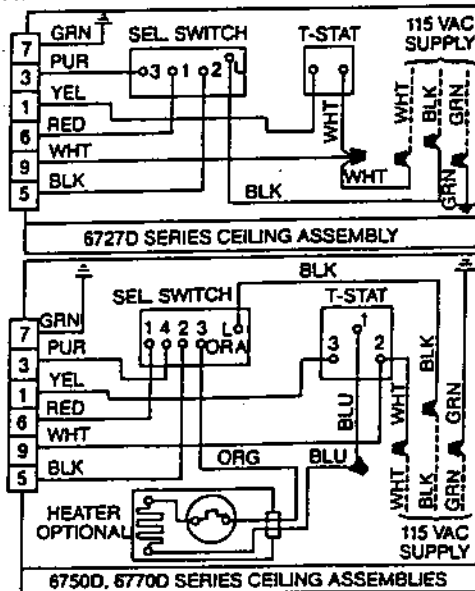 GRN
SEL. SWITCH
T-STAT
115 VAC
SUPPLY
7
PUR
3
3
1
2
L
YEL
1
RED
6
WHT
9
BLK
5
WHT
WHT
BLK
WHT
BLK
GRN
GRN
6727D SERIES CEILING ASSEMBLY
BLK
SEL. SWITCH
T-STAT
GRN
7
1 4 2 3 L
OR A
1
3
2
PUR
3
YEL
1
RED
6
WHT
9
BLK
5
BLU
WHT
BLK
GRN
ORG
BLU
HEATER
OPTIONAL
WHT
BLK
GRN
115 VAC
SUPPLY
6750D, 6770D SERIES CEILING ASSEMBLIES